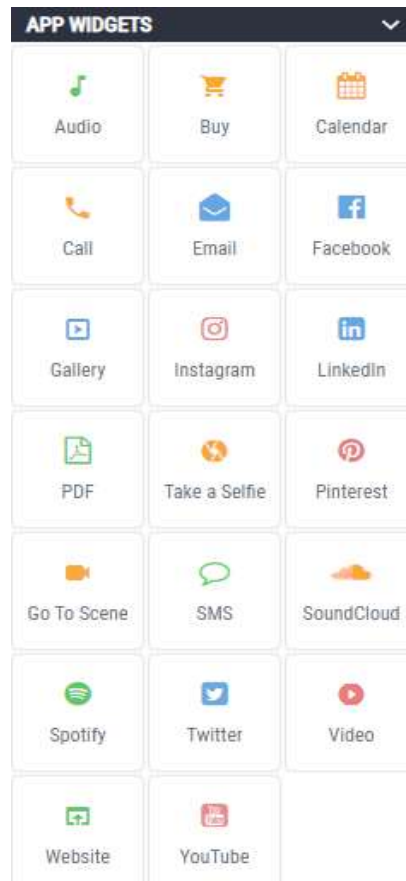 APP WIDGETS
Audio
Buy
Calendar
Call
Email
Facebook
Gallery
Instagram
LinkedIn
PDF
Take a Selfie
Pinterest
Go To Scene
SMS
SoundCloud
Spotify
Twitter
Video
Website
YouTube